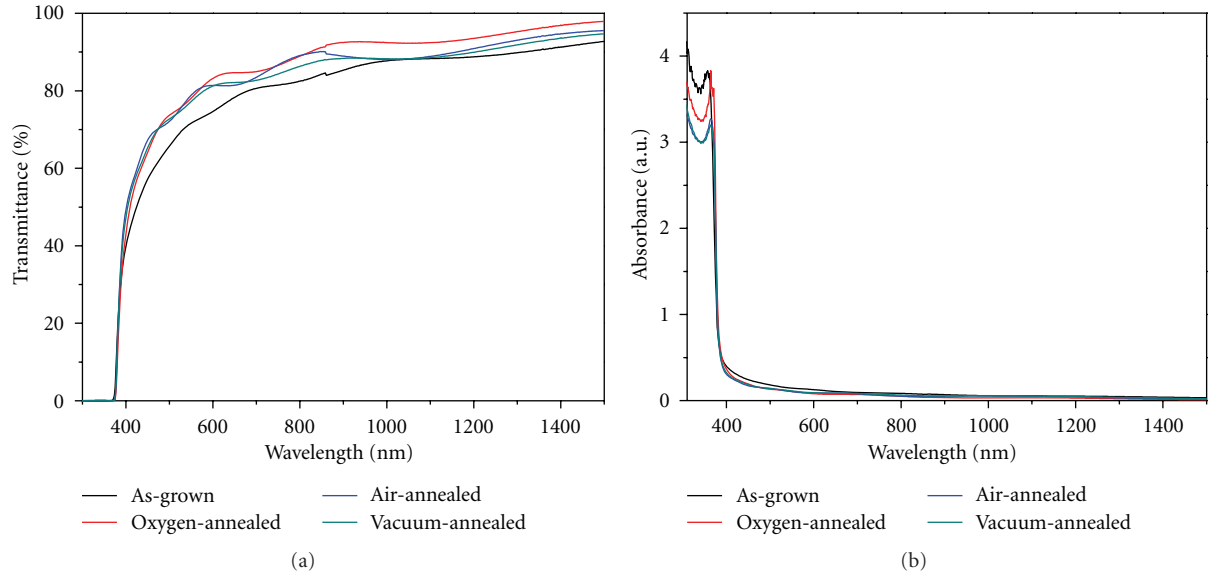 100
80
60
40
20
0
Transmittance (%)
400 600 800 1000 1200 1400
Wavelength (nm)
As-grown
Oxygen-annealed
Air-annealed
Vacuum-annealed
(a)
4
3
2
1
0
Absorbance (a.u.)
400 600 800 1000 1200 1400
Wavelength (nm)
As-grown
Oxygen-annealed
Air-annealed
Vacuum-annealed
(b)